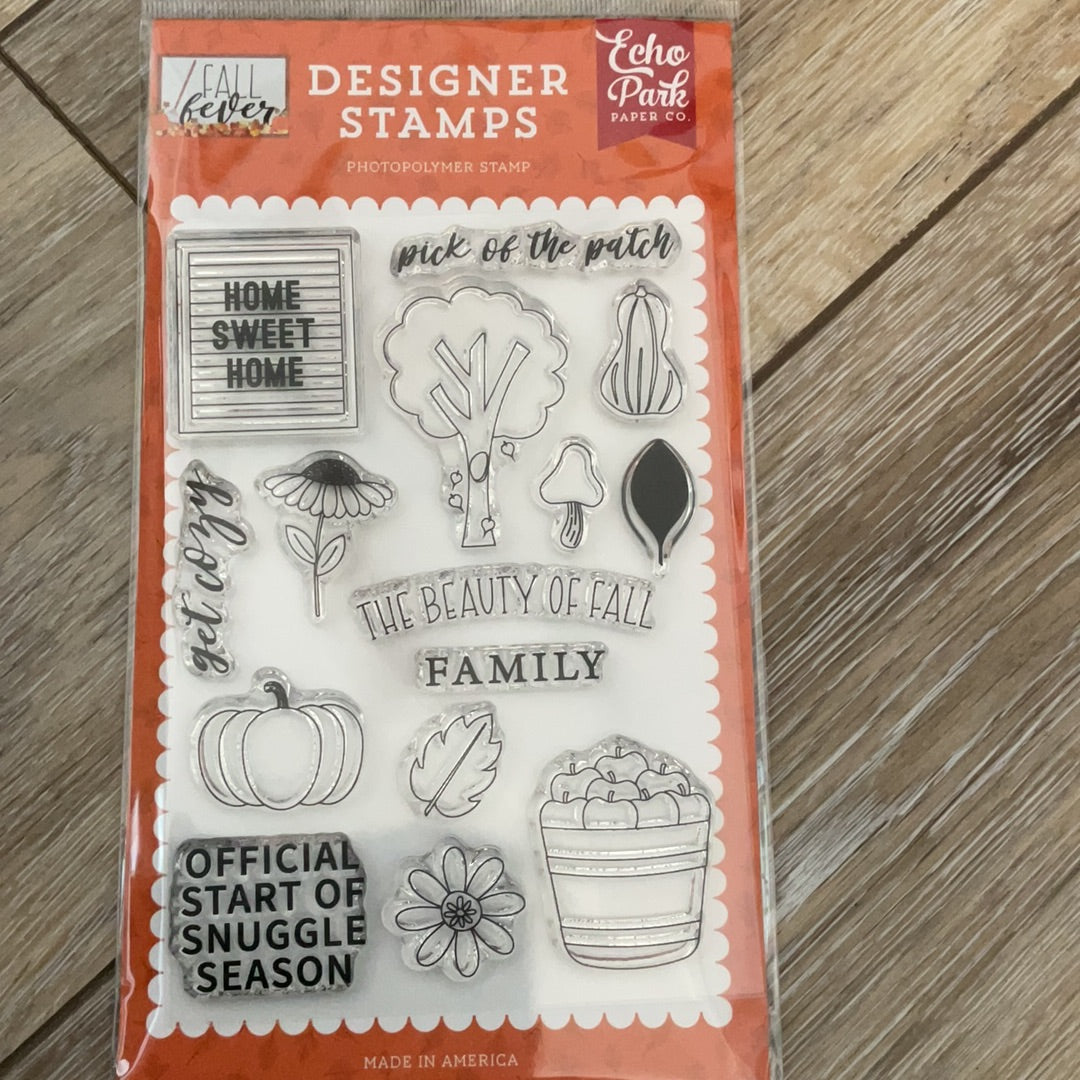 FALL
fever
DESIGNER
STAMPS
PHOTOPOLYMER STAMP
Echo
Park
PAPER CO.
HOME
SWEET
HOME
pick of the patch
get cozy
THE BEAUTY OF FALL
FAMILY
OFFICIAL
START OF
SNUGGLE
SEASON
MADE IN AMERICA